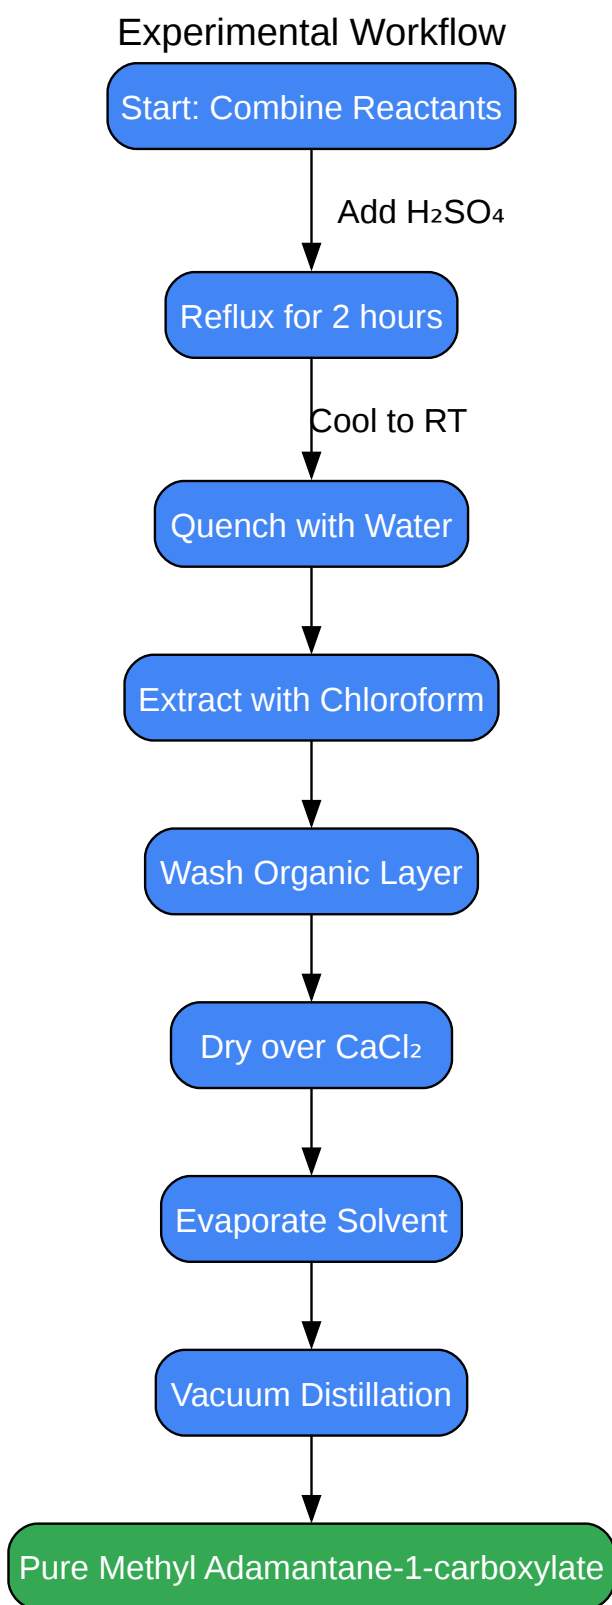 Experimental Workflow
Start: Combine Reactants
Add H₂SO₄
Reflux for 2 hours
Cool to RT
Quench with Water
Extract with Chloroform
Wash Organic Layer
Dry over CaCl₂
Evaporate Solvent
Vacuum Distillation
Pure Methyl Adamantane-1-carboxylate